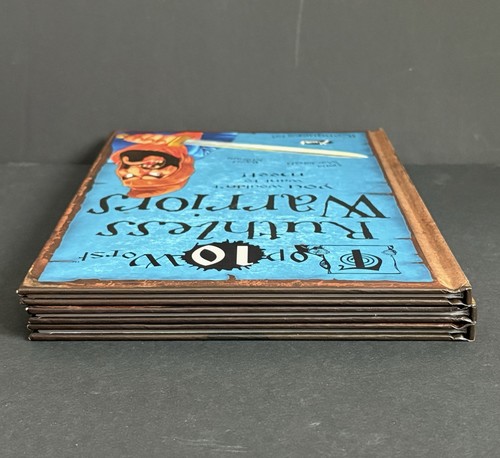 Top 10 Worst
Ruthless
Warriors
you wouldn't
want to
meet!